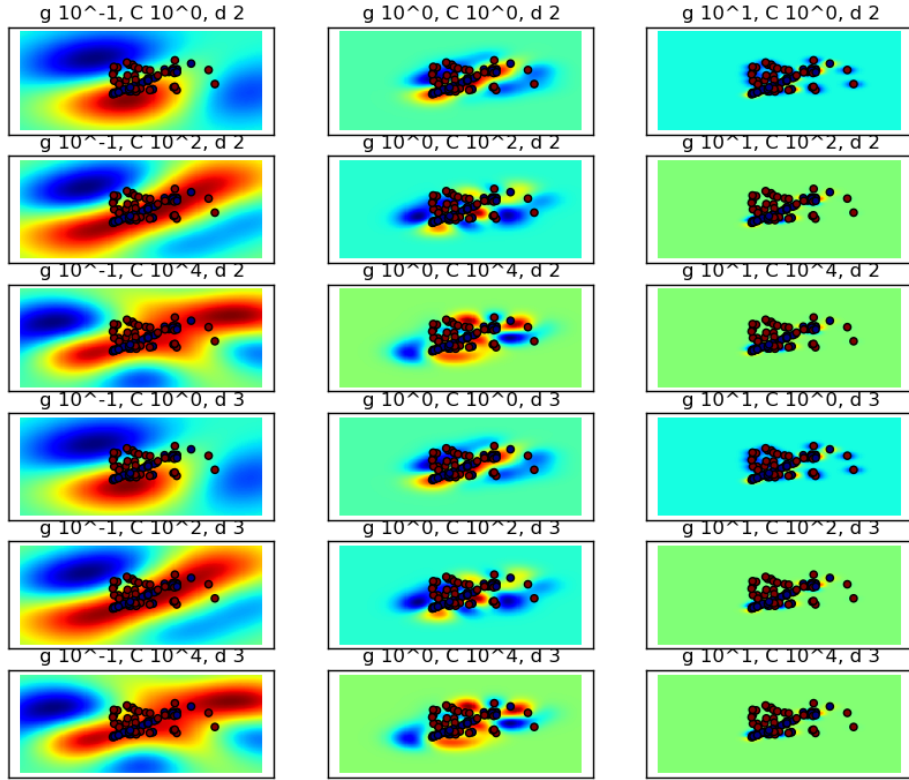 g 10^-1, C 10^0, d 2
g 10^0, C 10^0, d 2
g 10^1, C 10^0, d 2
g 10^-1, C 10^2, d 2
g 10^0, C 10^2, d 2
g 10^1, C 10^2, d 2
g 10^-1, C 10^4, d 2
g 10^0, C 10^4, d 2
g 10^1, C 10^4, d 2
g 10^-1, C 10^0, d 3
g 10^0, C 10^0, d 3
g 10^1, C 10^0, d 3
g 10^-1, C 10^2, d 3
g 10^0, C 10^2, d 3
g 10^1, C 10^2, d 3
g 10^-1, C 10^4, d 3
g 10^0, C 10^4, d 3
g 10^1, C 10^4, d 3